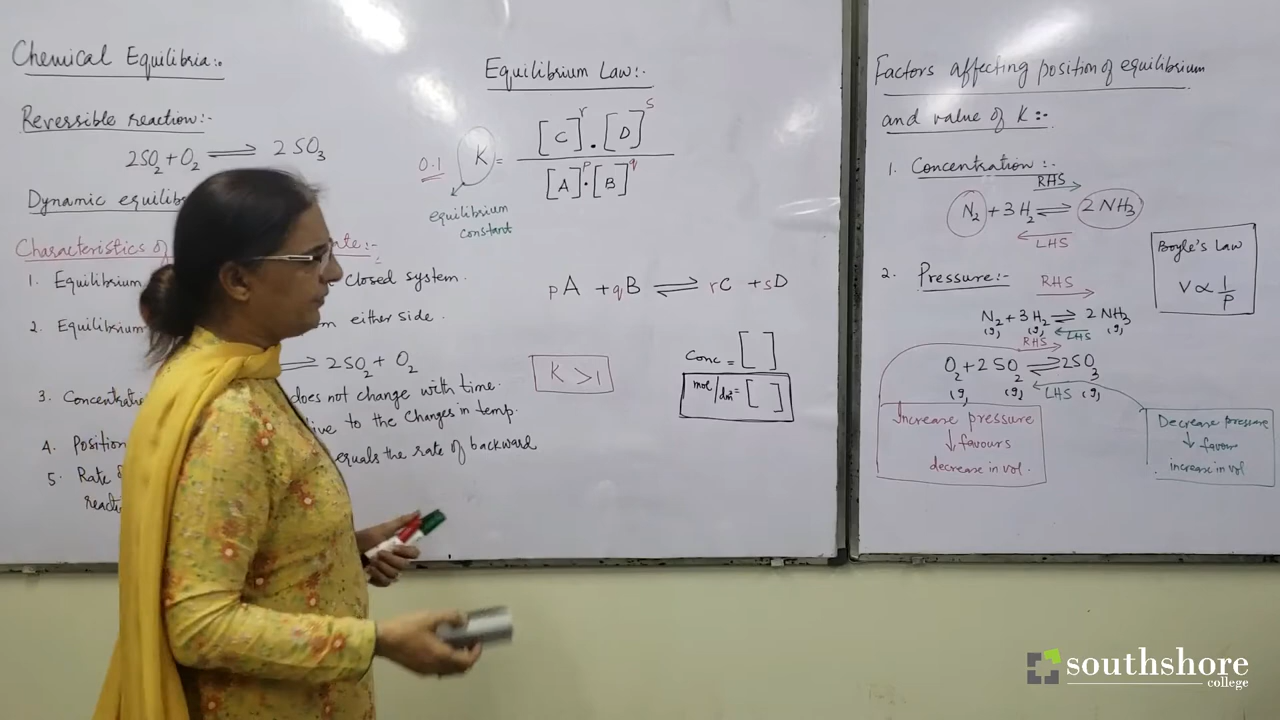 Chemical Equilibria:-
Reversible reaction:-
2SO2 + O2 ⇌ 2SO3
Dynamic equilib
Characteristics of ate:-
1. Equilibrium closed system.
2. Equilibrium m either side.
⇌ 2SO2 + O2
3. Concentrati does not change with time.
4. Position ive to the changes in temp.
5. Rate equals the rate of backward
reacti
Equilibrium Law:-
0.1 K = [C]^r . [D]^s
[A]^p . [B]^q
equilibrium
constant
pA + qB ⇌ rC + sD
K > 1
Conc = [ ]
mol/dm³ = [ ]
Factors affecting position of equilibrium
and value of K:-
1. Concentration:-
RHS
N2 + 3H2 ⇌ 2NH3
LHS
2. Pressure:-
RHS
N2 + 3H2 ⇌ 2NH3
(g) (g) LHS (g)
RHS
O2 + 2SO2 ⇌ 2SO3
(g) (g) LHS (g)
Increase pressure
↓ favours
decrease in vol.
Decrease pressure
↓ favour
increase in vol
Boyle's Law
V ∝ 1/P
southshore
college